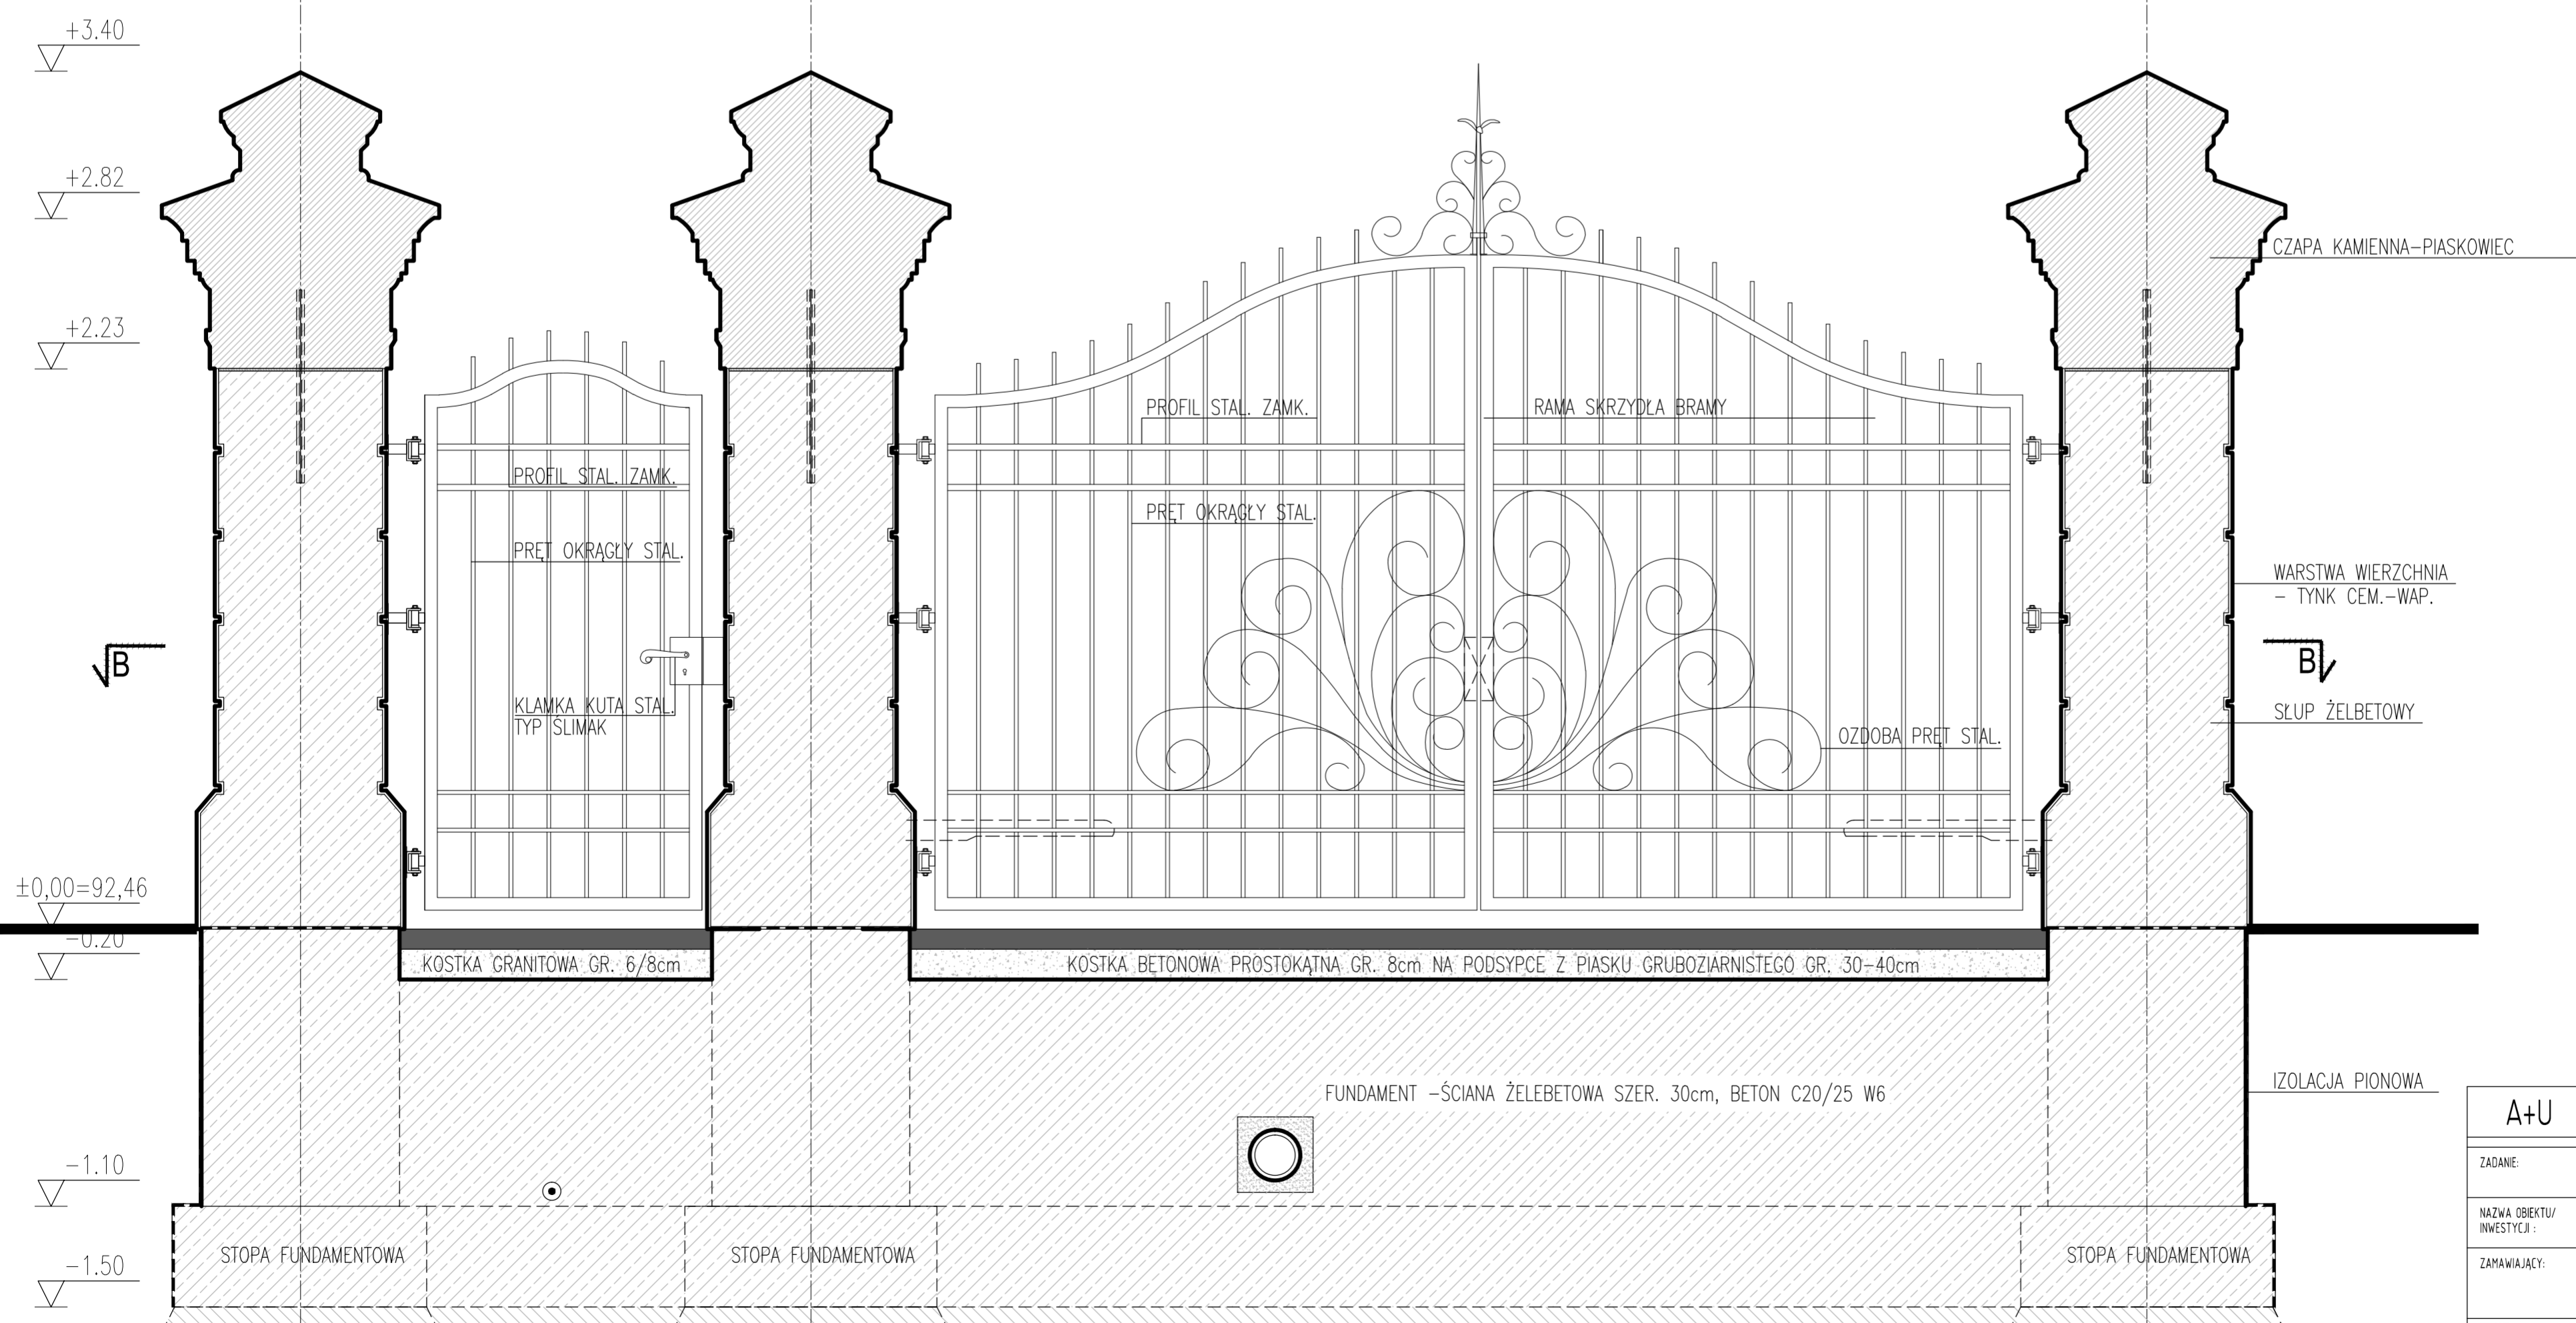 +3.40
+2.82
+2.23
CZAPA KAMIENNA-PIASKOWIEC
PROFIL STAL. ZAMK.
RAMA SKRZYDŁA BRAMY
PROFIL STAL. ZAMK.
PRĘT OKRĄGŁY STAL.
PRĘT OKRĄGŁY STAL.
WARSTWA WIERZCHNIA
- TYNK CEM.-WAP.
B
B
KLAMKA KUTA STAL.
TYP ŚLIMAK
SŁUP ŻELBETOWY
OZDOBA PRĘT STAL.
±0,00=92,46
-0.20
KOSTKA GRANITOWA GR. 6/8cm
KOSTKA BETONOWA PROSTOKĄTNA GR. 8cm NA PODSYPCE Z PIASKU GRUBOZIARNISTEGO GR. 30-40cm
FUNDAMENT -ŚCIANA ŻELEBETOWA SZER. 30cm, BETON C20/25 W6
IZOLACJA PIONOWA
A+U
-1.10
ZADANIE:
NAZWA OBIEKTU/
INWESTYCJI :
STOPA FUNDAMENTOWA
STOPA FUNDAMENTOWA
STOPA FUNDAMENTOWA
ZAMAWIAJĄCY:
-1.50